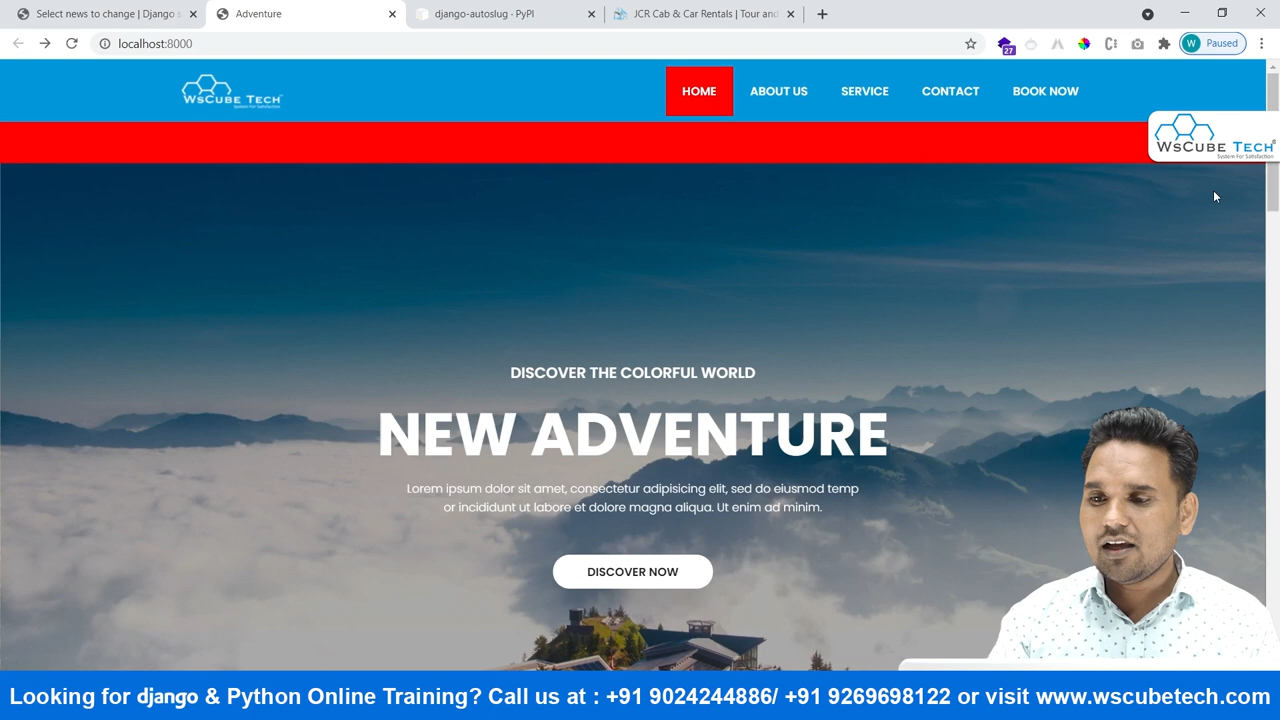 Select news to change | Django s
Adventure
django-autoslug · PyPI
JCR Cab & Car Rentals | Tour and
localhost:8000
27
W Paused
WSCUBE TECH
System For Satisfaction
HOME
ABOUT US
SERVICE
CONTACT
BOOK NOW
WSCUBE TECH
System For Satisfaction
DISCOVER THE COLORFUL WORLD
NEW ADVENTURE
Lorem ipsum dolor sit amet, consectetur adipisicing elit, sed do eiusmod temp
or incididunt ut labore et dolore magna aliqua. Ut enim ad minim.
DISCOVER NOW
Looking for django & Python Online Training? Call us at : +91 9024244886/ +91 9269698122 or visit www.wscubetech.com